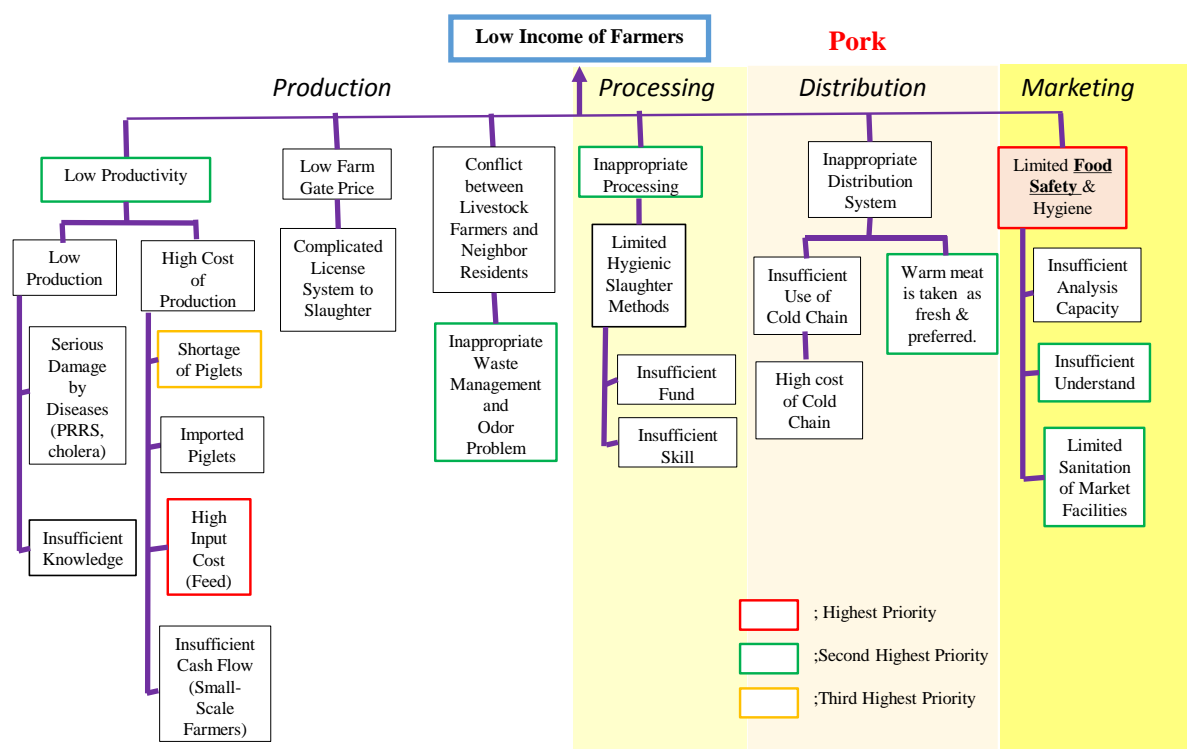 Low Income of Farmers
Pork
Production
Processing
Distribution
Marketing
Low Productivity
Low Farm
Gate Price
Conflict
between
Livestock
Farmers and
Neighbor
Residents
Inappropriate
Processing
Inappropriate
Distribution
System
Limited Food
Safety &
Hygiene
Low
Production
High Cost
of
Production
Complicated
License
System to
Slaughter
Limited
Hygienic
Slaughter
Methods
Insufficient
Use of
Cold Chain
Warm meat
is taken as
fresh &
preferred.
Insufficient
Analysis
Capacity
Serious
Damage
by
Diseases
(PRRS,
cholera)
Shortage
of Piglets
Inappropriate
Waste
Management
and
Odor
Problem
Insufficient
Fund
High cost
of Cold
Chain
Insufficient
Understand
Imported
Piglets
Insufficient
Skill
Limited
Sanitation
of Market
Facilities
Insufficient
Knowledge
High
Input
Cost
(Feed)
Insufficient
Cash Flow
(Small-
Scale
Farmers)
; Highest Priority
;Second Highest Priority
;Third Highest Priority